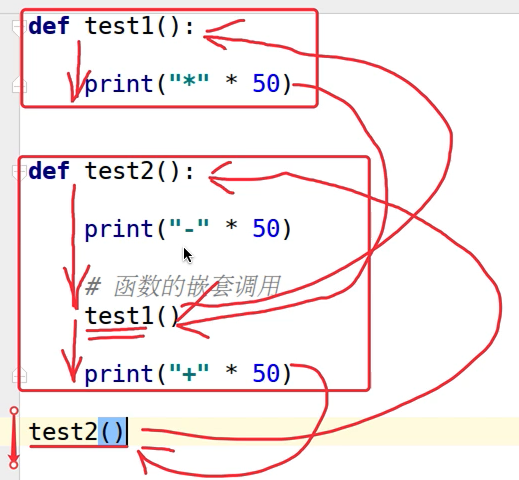 def test1():
print("*" * 50)
def test2():
print("-" * 50)
# 函数的嵌套调用
test1()
print("+" * 50)
test2()